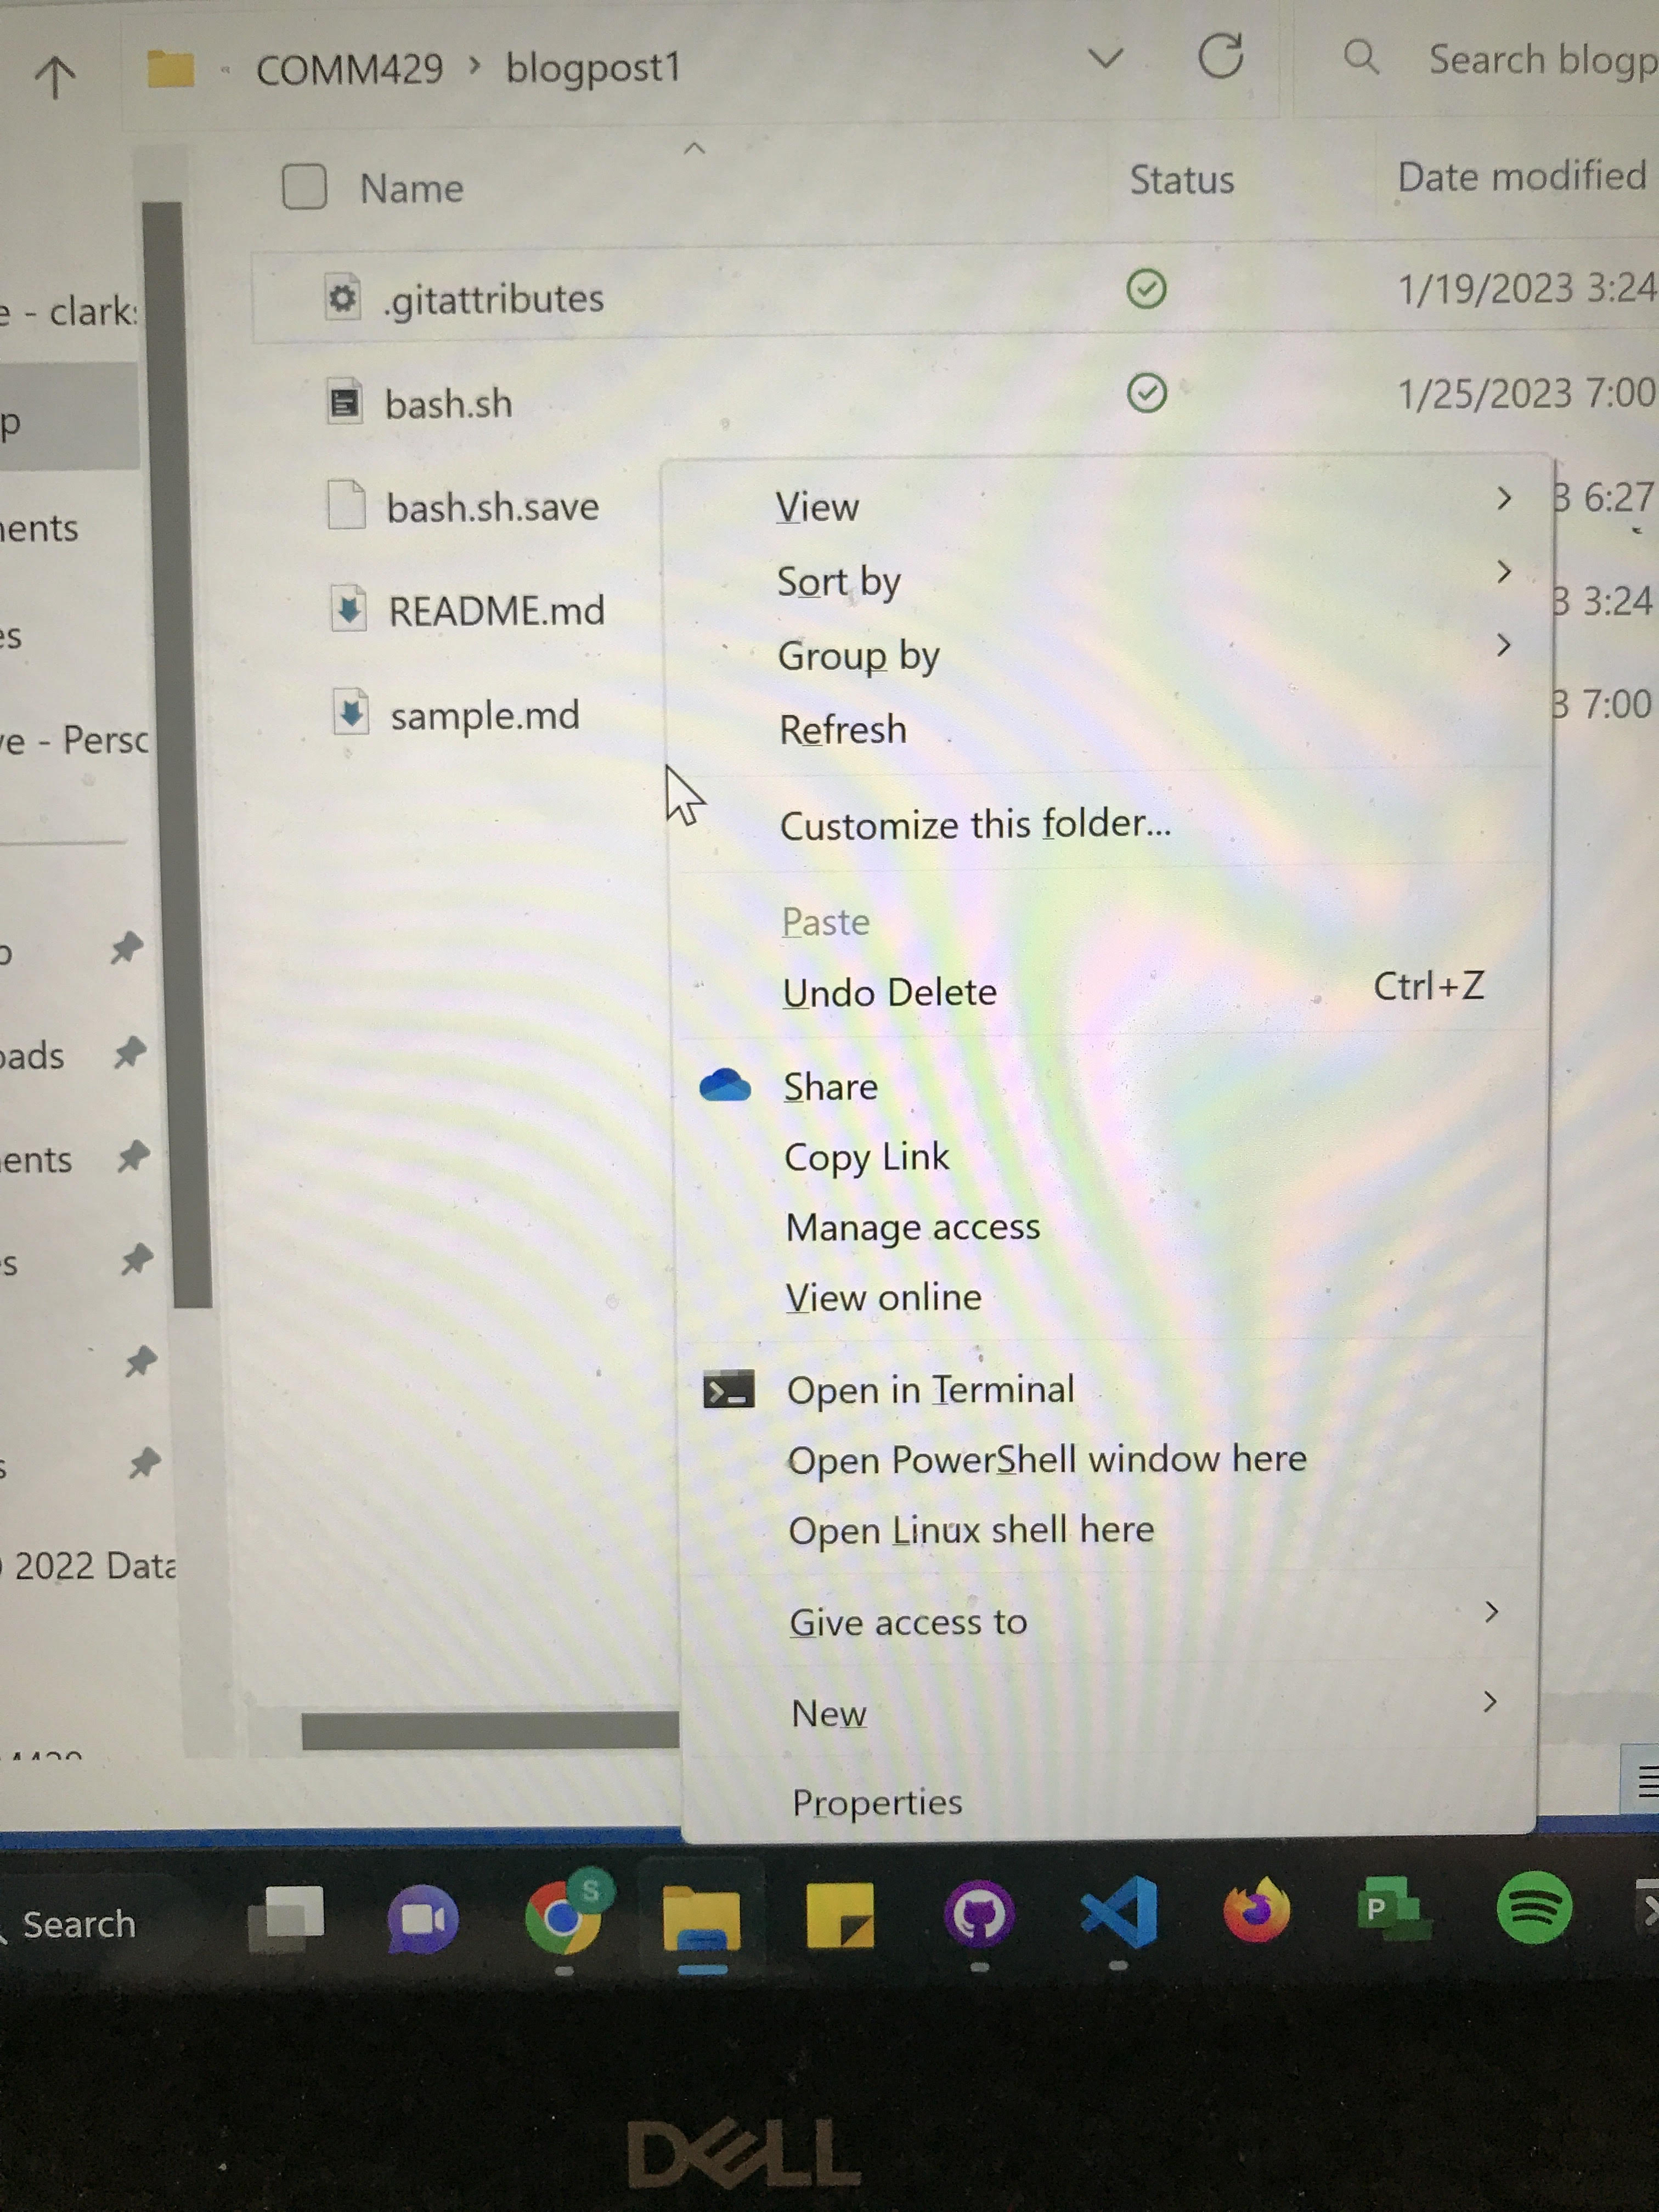 COMM429 > blogpost1
Search blogp
Name
Status
Date modified
.gitattributes
1/19/2023 3:24
bash.sh
1/25/2023 7:00
bash.sh.save
3 6:27
README.md
3 3:24
sample.md
3 7:00
e - clark
p
nents
es
ve - Persc
oads
ents
s
s
2022 Data
View
Sort by
Group by
Refresh
Customize this folder...
Paste
Undo Delete Ctrl+Z
Share
Copy Link
Manage access
View online
Open in Terminal
Open PowerShell window here
Open Linux shell here
Give access to
New
Properties
Search
S
P
DELL